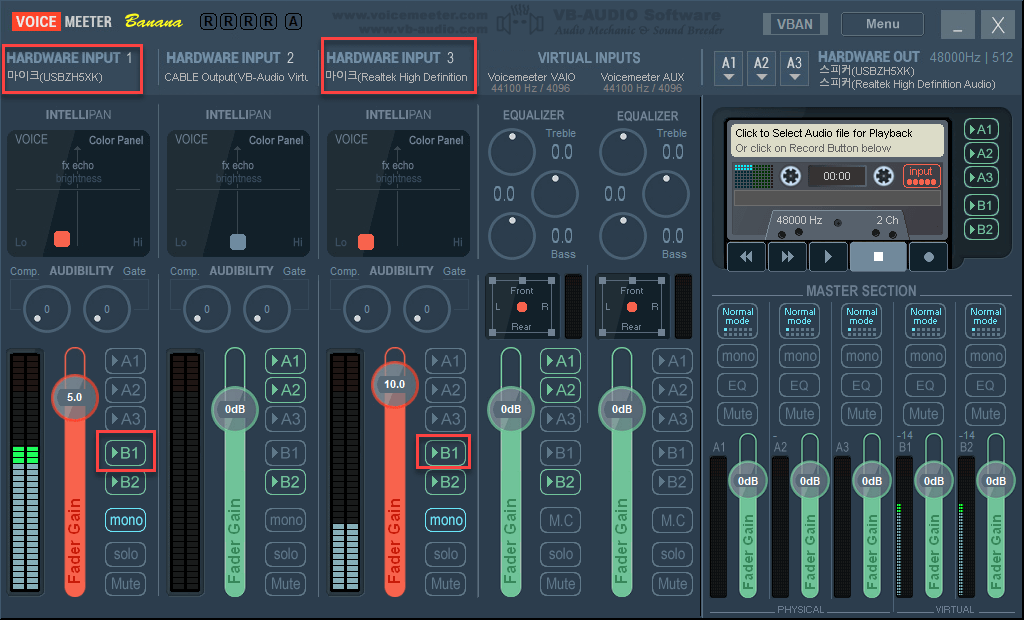 VOICE MEETER Banana R R R R A www.voicemeeter.com VB-AUDIO Software VBAN Menu _ X
www.vb-audio.com Audio Mechanic & Sound Breeder
HARDWARE INPUT 1
마이크(USBZH5XK)
HARDWARE INPUT 2
CABLE Output(VB-Audio Virtu
HARDWARE INPUT 3
마이크(Realtek High Definition
VIRTUAL INPUTS
Voicemeeter VAIO Voicemeeter AUX
44100 Hz / 4096 44100 Hz / 4096
A1 A2 A3
HARDWARE OUT 48000Hz | 512
스피커(USBZH5XK)
스피커(Realtek High Definition Audio)
INTELLIPAN
VOICE Color Panel
fx echo
brightness
Lo Hi
Comp. AUDIBILITY Gate
0 0
5.0
Fader Gain
A1
A2
A3
B1
B2
mono
solo
Mute
INTELLIPAN
VOICE Color Panel
fx echo
brightness
Lo Hi
Comp. AUDIBILITY Gate
0 0
0dB
Fader Gain
A1
A2
A3
B1
B2
mono
solo
Mute
INTELLIPAN
VOICE Color Panel
fx echo
brightness
Lo Hi
Comp. AUDIBILITY Gate
0 0
10.0
Fader Gain
A1
A2
A3
B1
B2
mono
solo
Mute
EQUALIZER
Treble
0.0
0.0
0.0
Bass
Front
L R
Rear
0dB
Fader Gain
A1
A2
A3
B1
B2
M.C
solo
Mute
EQUALIZER
Treble
0.0
0.0
0.0
Bass
Front
L R
Rear
0dB
Fader Gain
A1
A2
A3
B1
B2
M.C
solo
Mute
Click to Select Audio file for Playback
Or click on Record Button below
00:00 input
48000 Hz 2 Ch
A1
A2
A3
B1
B2
MASTER SECTION
Normal mode Normal mode Normal mode Normal mode Normal mode
mono mono mono mono mono
EQ EQ EQ EQ EQ
Mute Mute Mute Mute Mute
- -14 -14
A1 A2 A3 B1 B2
0dB 0dB 0dB 0dB 0dB
Fader Gain Fader Gain Fader Gain Fader Gain Fader Gain
PHYSICAL VIRTUAL